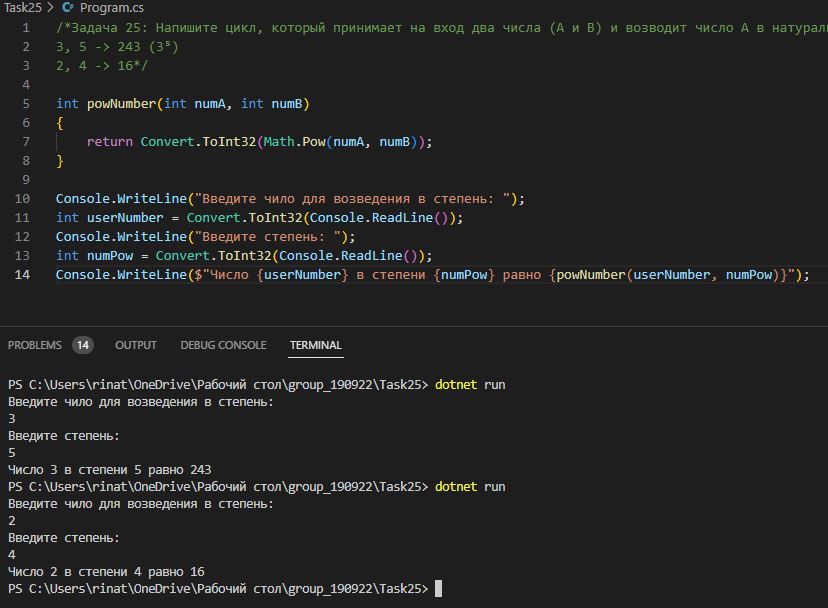 Task25 > C# Program.cs
1 /*Задача 25: Напишите цикл, который принимает на вход два числа (A и B) и возводит число A в
2 3, 5 -> 243 (3⁵)
3 2, 4 -> 16*/
4
5 int powNumber(int numA, int numB)
6 {
7 return Convert.ToInt32(Math.Pow(numA, numB));
8 }
9
10 Console.WriteLine("Введите чило для возведения в степень: ");
11 int userNumber = Convert.ToInt32(Console.ReadLine());
12 Console.WriteLine("Введите степень: ");
13 int numPow = Convert.ToInt32(Console.ReadLine());
14 Console.WriteLine($"Число {userNumber} в степени {numPow} равно {powNumber(userNumber, numPow)}");
PROBLEMS 14 OUTPUT DEBUG CONSOLE TERMINAL
PS C:\Users\rinat\OneDrive\Рабочий стол\group_190922\Task25> dotnet run
Введите чило для возведения в степень:
3
Введите степень:
5
Число 3 в степени 5 равно 243
PS C:\Users\rinat\OneDrive\Рабочий стол\group_190922\Task25> dotnet run
Введите чило для возведения в степень:
2
Введите степень:
4
Число 2 в степени 4 равно 16
PS C:\Users\rinat\OneDrive\Рабочий стол\group_190922\Task25>